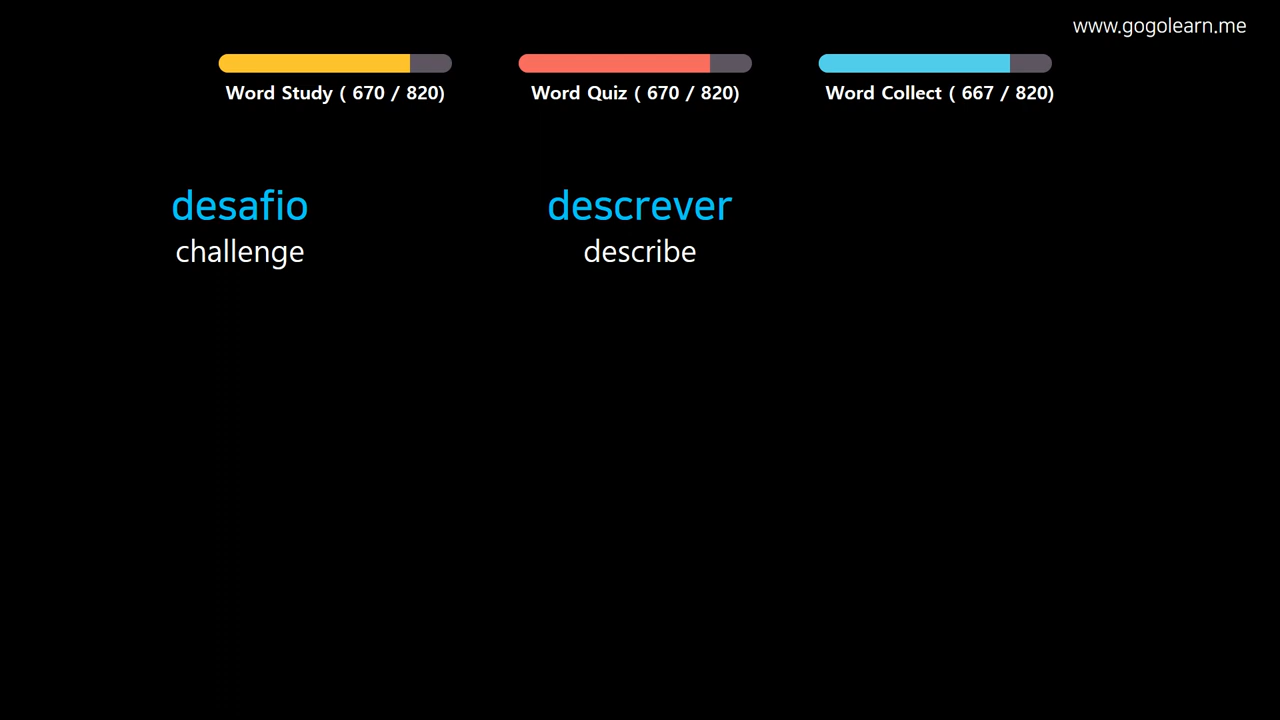 www.gogolearn.me
Word Study ( 670 / 820)
Word Quiz ( 670 / 820)
Word Collect ( 667 / 820)
desafio
challenge
descrever
describe